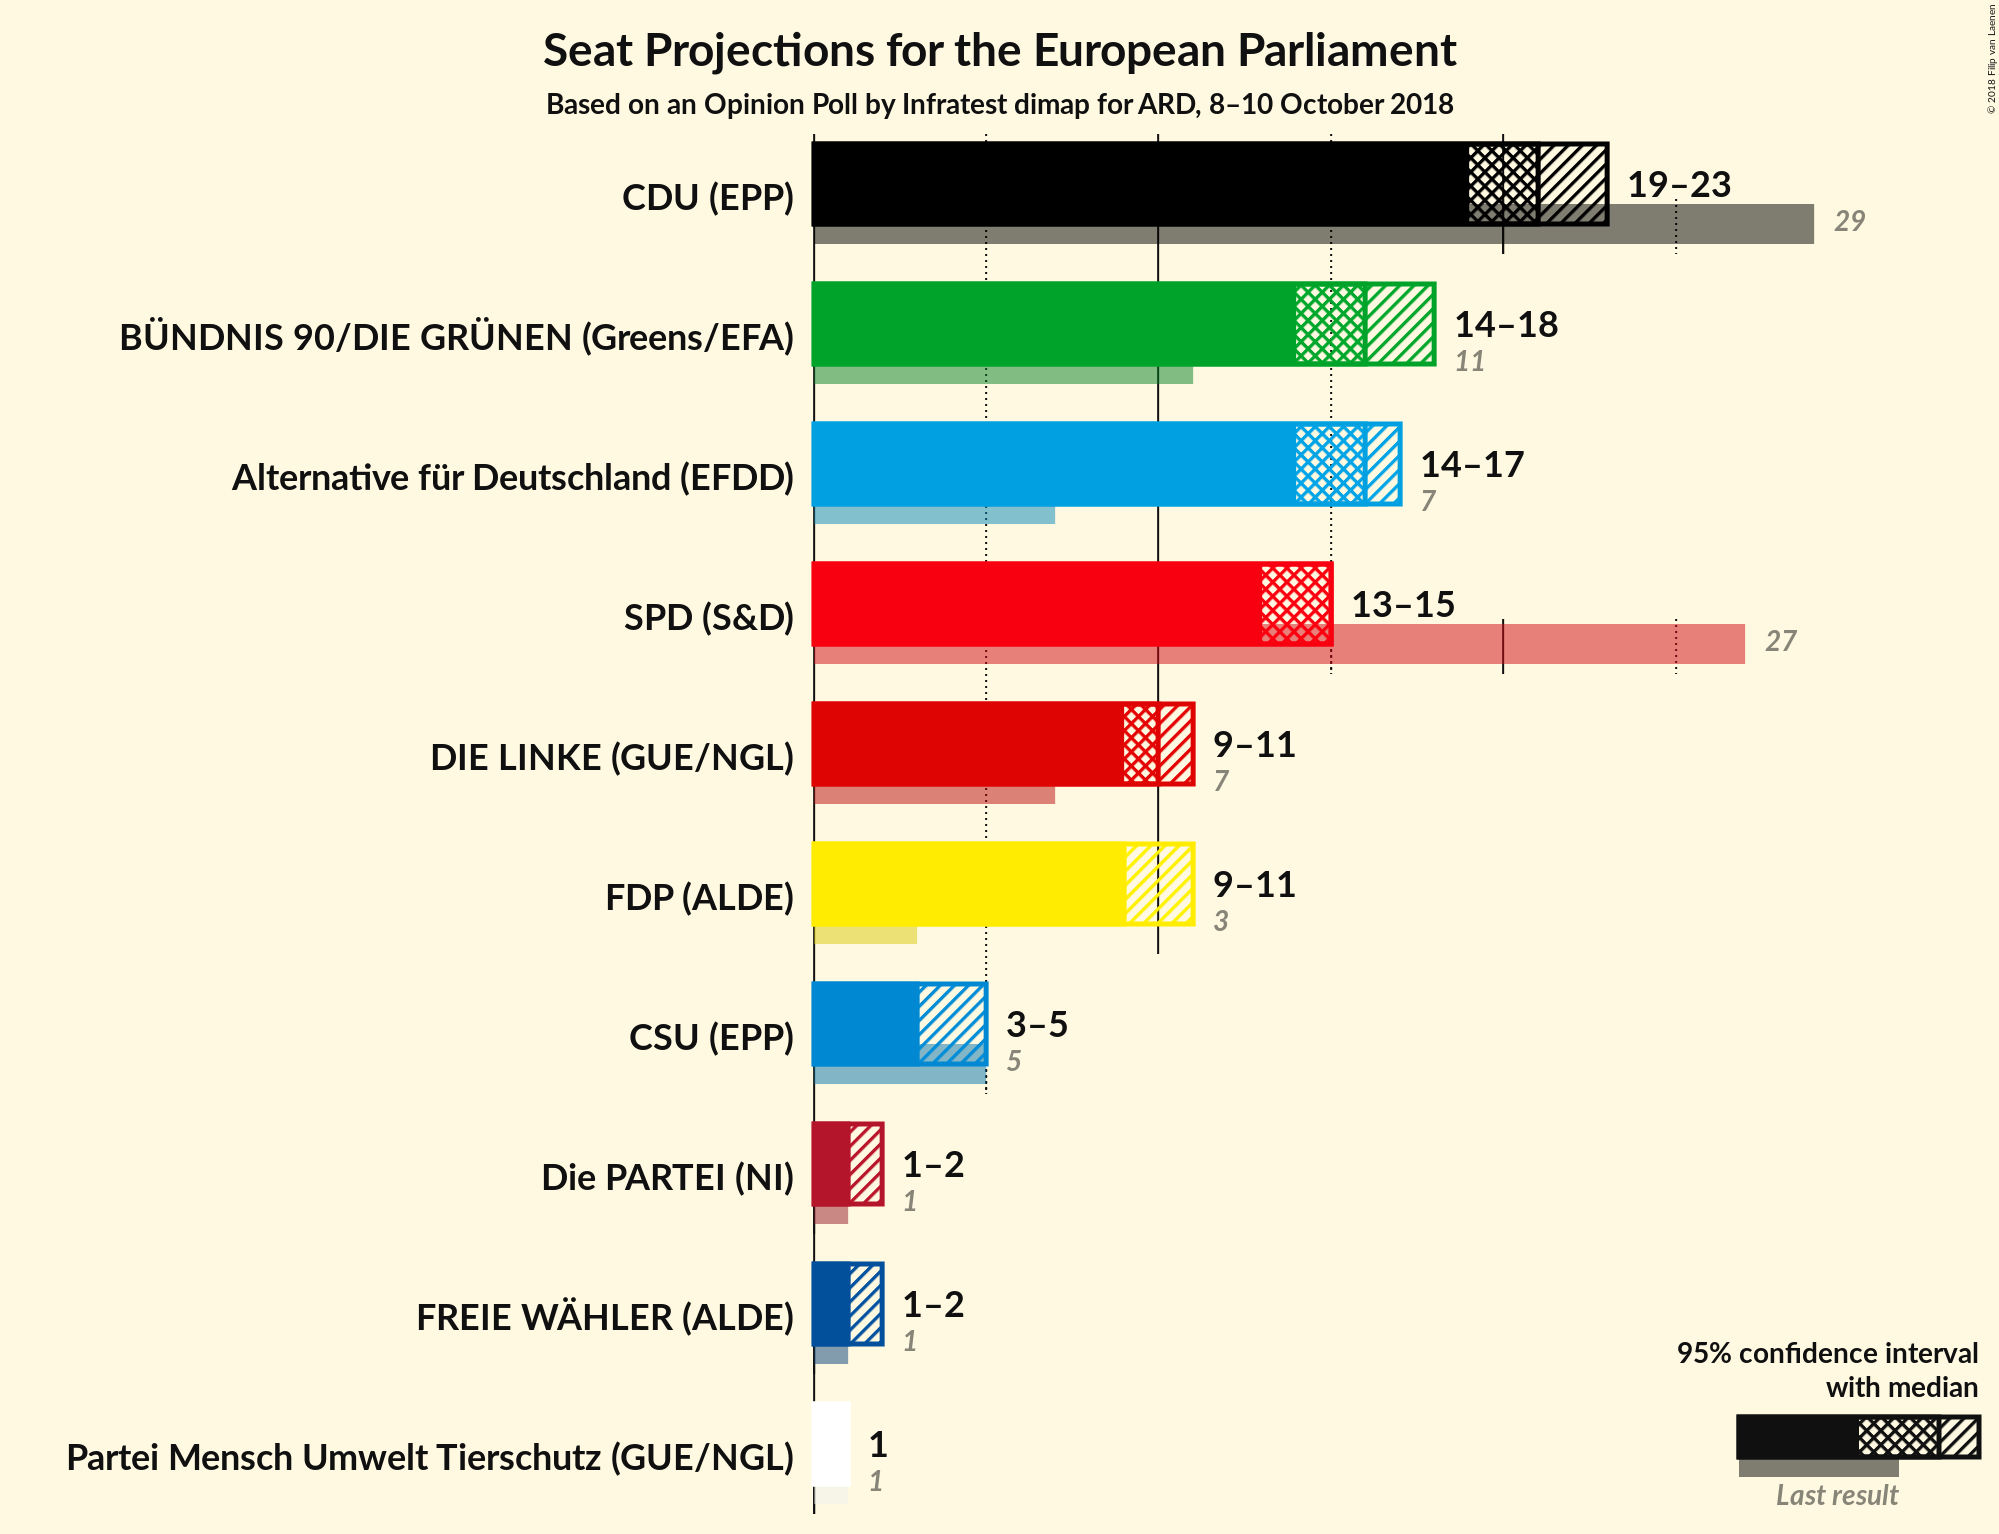 Seat Projections for the European Parliament
Based on an Opinion Poll by Infratest dimap for ARD, 8–10 October 2018
© 2018 Filip van Laenen
CDU (EPP)
19–23
29
BÜNDNIS 90/DIE GRÜNEN (Greens/EFA)
14–18
11
Alternative für Deutschland (EFDD)
14–17
7
SPD (S&D)
13–15
27
DIE LINKE (GUE/NGL)
9–11
7
FDP (ALDE)
9–11
3
CSU (EPP)
3–5
5
Die PARTEI (NI)
1–2
1
FREIE WÄHLER (ALDE)
1–2
1
Partei Mensch Umwelt Tierschutz (GUE/NGL)
1
1
95% confidence interval
with median
Last result